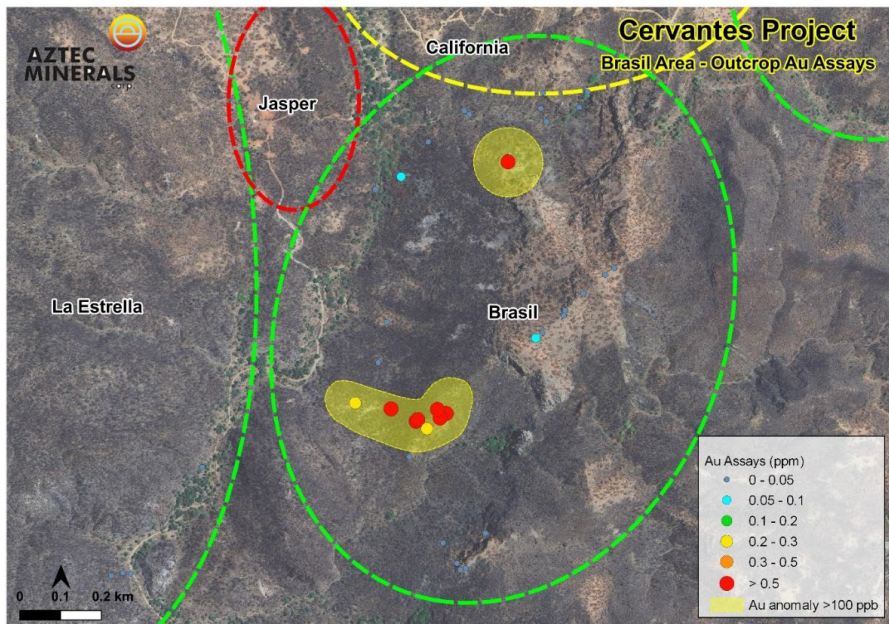 AZTEC
MINERALS
Corp
Cervantes Project
Brasil Area - Outcrop Au Assays
California
Jasper
La Estrella
Brasil
Au Assays (ppm)
0 - 0.05
0.05 - 0.1
0.1 - 0.2
0.2 - 0.3
0.3 - 0.5
> 0.5
Au anomaly >100 ppb
0 0.1 0.2 km